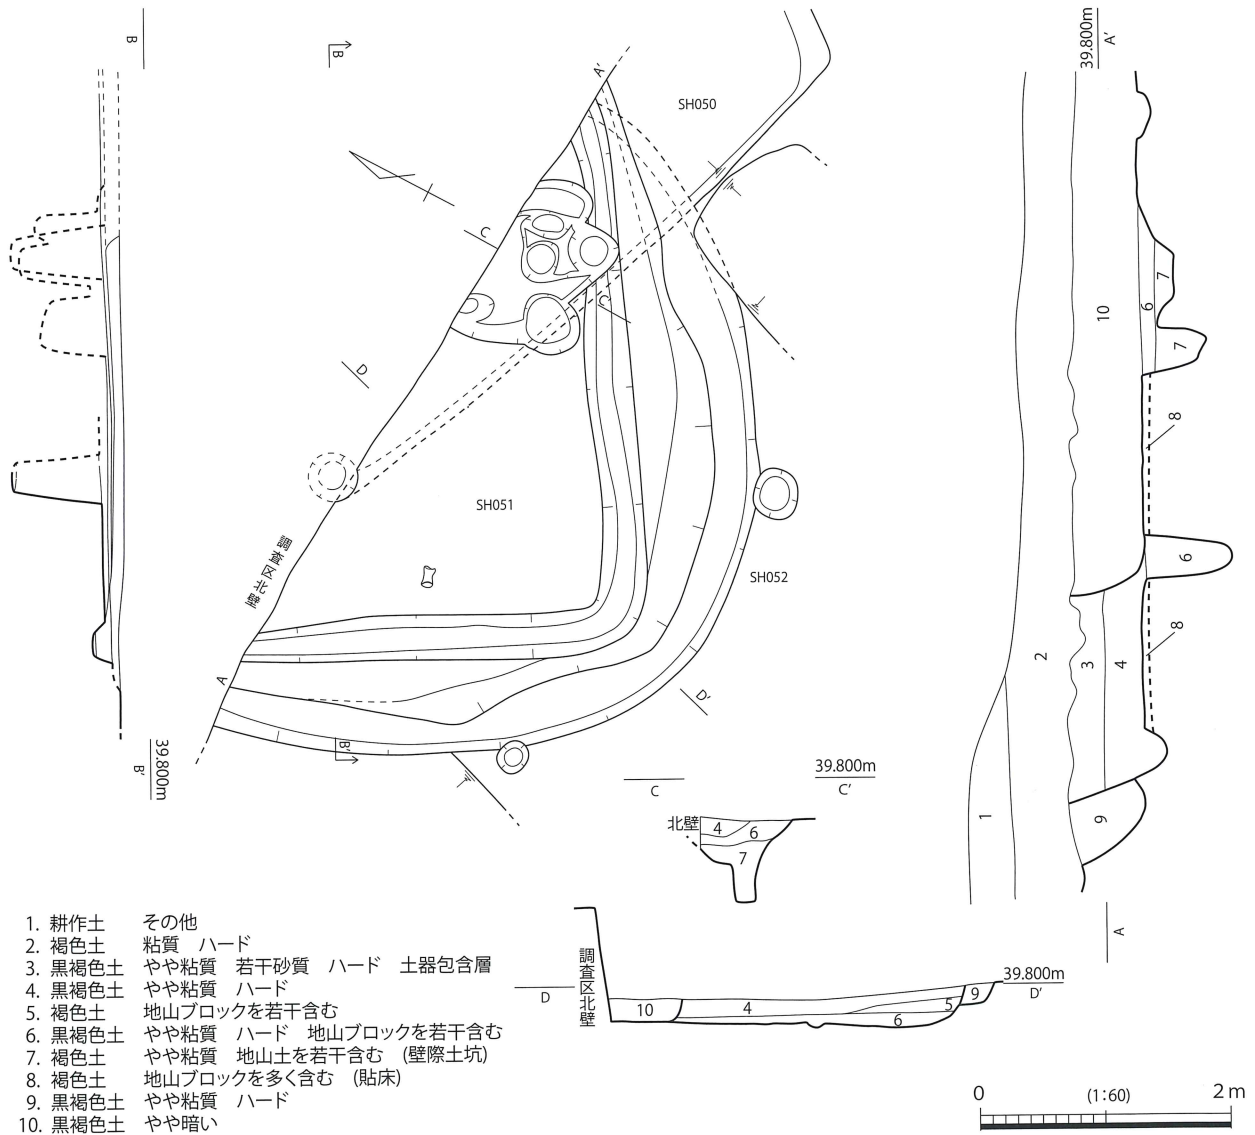 B
B
A'
SH050
39.800m
A'
C
C'
D
10
6
7
7
8
SH051
調査区北壁
SH052
6
8
2
3
4
A
D'
B'
39.800m
B'
C
39.800m
C'
北壁
4
6
7
1
9
A
調査区北壁
D
10
4
5
9
6
39.800m
D'
1. 耕作土 その他
2. 褐色土 粘質 ハード
3. 黒褐色土 やや粘質 若干砂質 ハード 土器包含層
4. 黒褐色土 やや粘質 ハード
5. 褐色土 地山ブロックを若干含む
6. 黒褐色土 やや粘質 ハード 地山ブロックを若干含む
7. 褐色土 やや粘質 地山土を若干含む (壁際土坑)
8. 褐色土 地山ブロックを多く含む (貼床)
9. 黒褐色土 やや粘質 ハード
10. 黒褐色土 やや暗い
0 (1:60) 2m